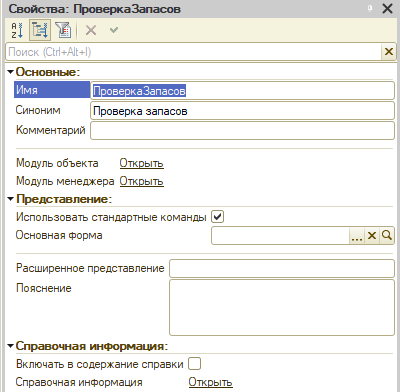 Свойства: ПроверкаЗапасов
Поиск (Ctrl+Alt+I)
Основные:
Имя ПроверкаЗапасов
Синоним Проверка запасов
Комментарий
Модуль объекта Открыть
Модуль менеджера Открыть
Представление:
Использовать стандартные команды
Основная форма ...
Расширенное представление
Пояснение
Справочная информация:
Включать в содержание справки
Справочная информация Открыть